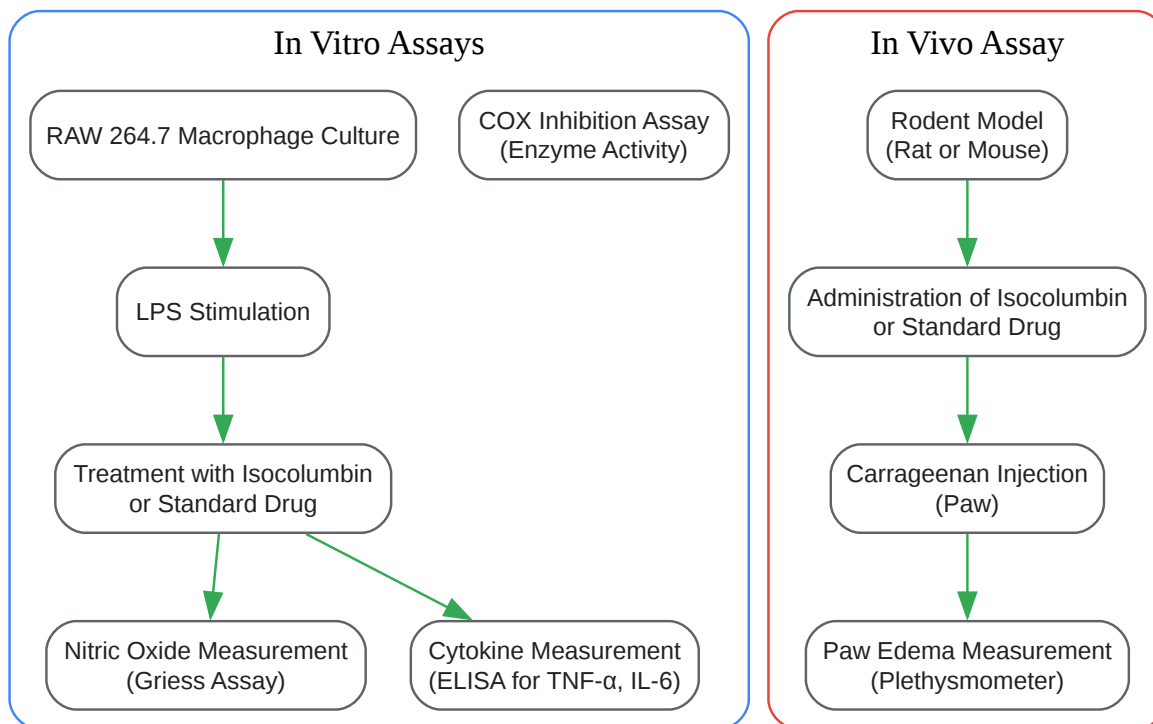 In Vitro Assays
RAW 264.7 Macrophage Culture
COX Inhibition Assay
(Enzyme Activity)
LPS Stimulation
Treatment with Isocolumbin
or Standard Drug
Nitric Oxide Measurement
(Griess Assay)
Cytokine Measurement
(ELISA for TNF-α, IL-6)
In Vivo Assay
Rodent Model
(Rat or Mouse)
Administration of Isocolumbin
or Standard Drug
Carrageenan Injection
(Paw)
Paw Edema Measurement
(Plethysmometer)